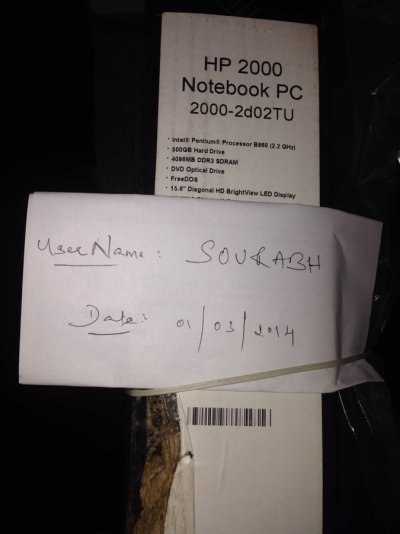 HP 2000
Notebook PC
2000-2d02TU
· Intel® Pentium® Processor B960 (2.2 GHz)
· 500GB Hard Drive
· 4096MB DDR3 SDRAM
· DVD Optical Drive
· FreeDOS
· 15.6" Diagonal HD BrightView LED Display
UserName : SOURABH
Date : 01/03/2014